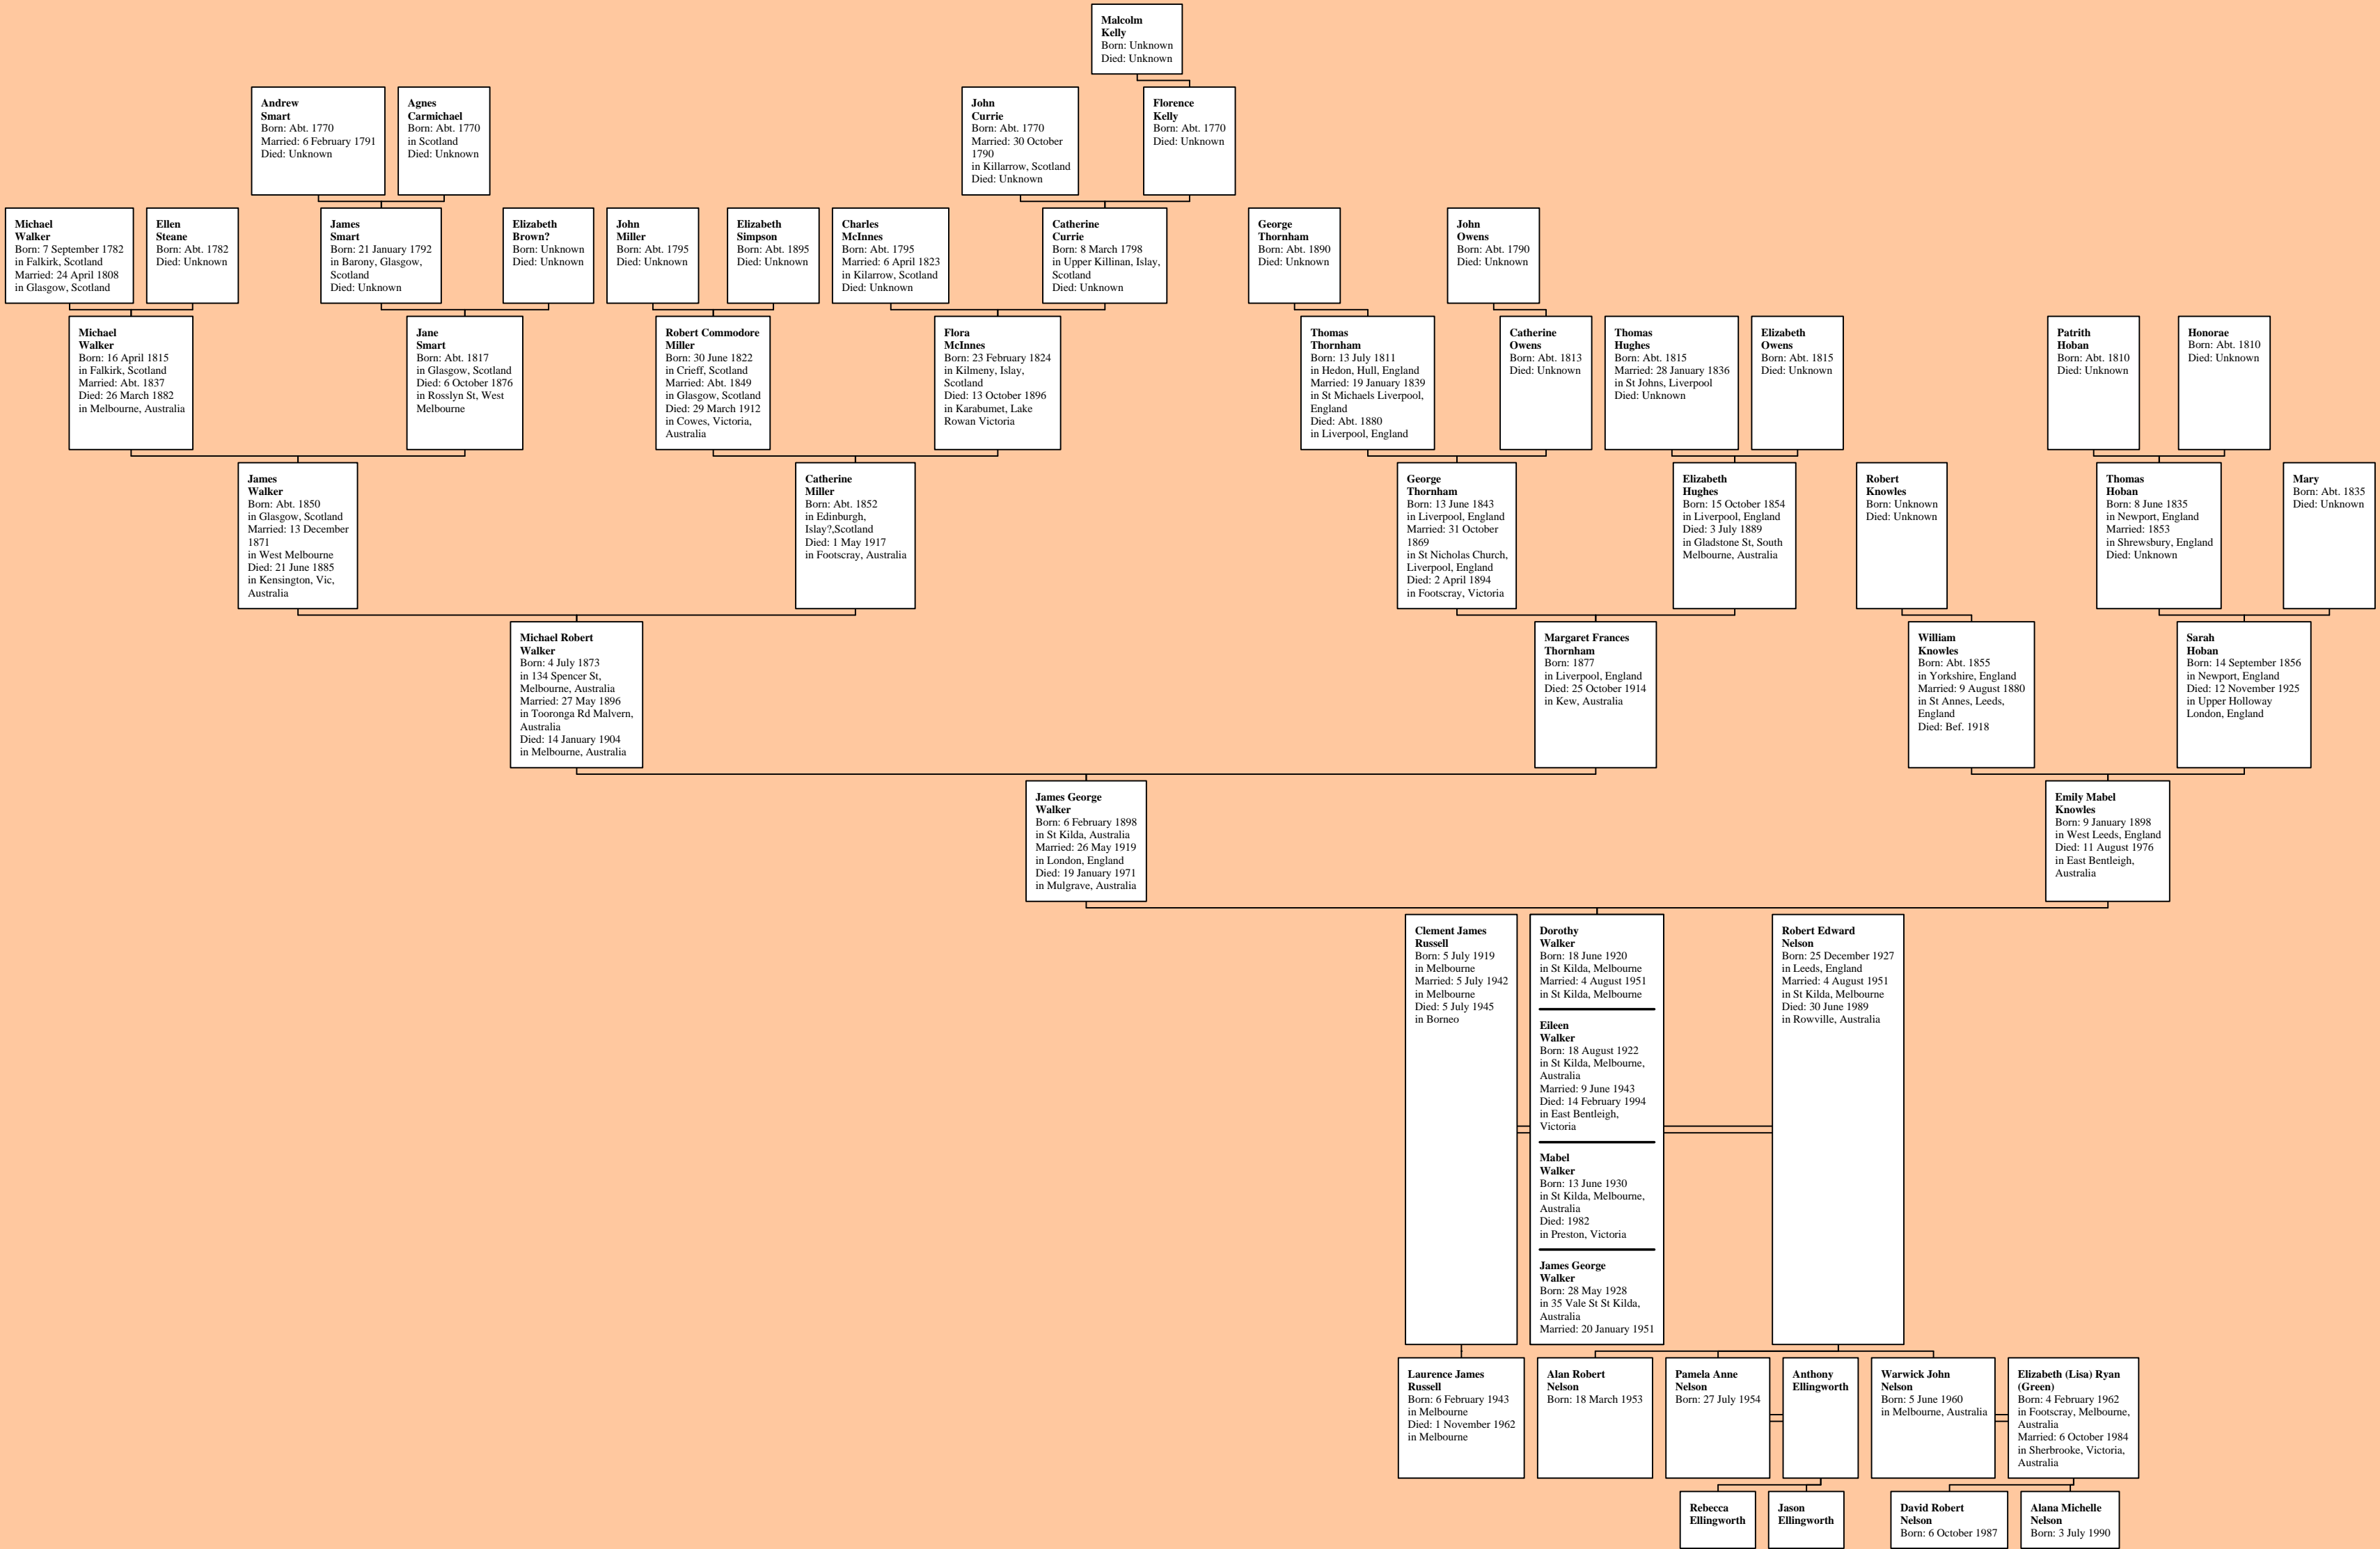 Malcolm
Kelly
Born: Unknown
Died: Unknown
Andrew
Smart
Born: Abt. 1770
Married: 6 February 1791
Died: Unknown
Agnes
Carmichael
Born: Abt. 1770
in Scotland
Died: Unknown
John
Currie
Born: Abt. 1770
Married: 30 October
1790
in Killarrow, Scotland
Died: Unknown
Florence
Kelly
Born: Abt. 1770
Died: Unknown
Michael
Walker
Born: 7 September 1782
in Falkirk, Scotland
Married: 24 April 1808
in Glasgow, Scotland
Ellen
Steane
Born: Abt. 1782
Died: Unknown
James
Smart
Born: 21 January 1792
in Barony, Glasgow,
Scotland
Died: Unknown
Elizabeth
Brown?
Born: Unknown
Died: Unknown
John
Miller
Born: Abt. 1795
Died: Unknown
Elizabeth
Simpson
Born: Abt. 1895
Died: Unknown
Charles
McInnes
Born: Abt. 1795
Married: 6 April 1823
in Kilarrow, Scotland
Died: Unknown
Catherine
Currie
Born: 8 March 1798
in Upper Killinan, Islay,
Scotland
Died: Unknown
George
Thornham
Born: Abt. 1890
Died: Unknown
John
Owens
Born: Abt. 1790
Died: Unknown
Michael
Walker
Born: 16 April 1815
in Falkirk, Scotland
Married: Abt. 1837
Died: 26 March 1882
in Melbourne, Australia
Jane
Smart
Born: Abt. 1817
in Glasgow, Scotland
Died: 6 October 1876
in Rosslyn St, West
Melbourne
Robert Commodore
Miller
Born: 30 June 1822
in Crieff, Scotland
Married: Abt. 1849
in Glasgow, Scotland
Died: 29 March 1912
in Cowes, Victoria,
Australia
Flora
McInnes
Born: 23 February 1824
in Kilmeny, Islay,
Scotland
Died: 13 October 1896
in Karabumet, Lake
Rowan Victoria
Thomas
Thornham
Born: 13 July 1811
in Hedon, Hull, England
Married: 19 January 1839
in St Michaels Liverpool,
England
Died: Abt. 1880
in Liverpool, England
Catherine
Owens
Born: Abt. 1813
Died: Unknown
Thomas
Hughes
Born: Abt. 1815
Married: 28 January 1836
in St Johns, Liverpool
Died: Unknown
Elizabeth
Owens
Born: Abt. 1815
Died: Unknown
Patrith
Hoban
Born: Abt. 1810
Died: Unknown
Honorae
Born: Abt. 1810
Died: Unknown
James
Walker
Born: Abt. 1850
in Glasgow, Scotland
Married: 13 December
1871
in West Melbourne
Died: 21 June 1885
in Kensington, Vic,
Australia
Catherine
Miller
Born: Abt. 1852
in Edinburgh,
Islay?,Scotland
Died: 1 May 1917
in Footscray, Australia
George
Thornham
Born: 13 June 1843
in Liverpool, England
Married: 31 October
1869
in St Nicholas Church,
Liverpool, England
Died: 2 April 1894
in Footscray, Victoria
Elizabeth
Hughes
Born: 15 October 1854
in Liverpool, England
Died: 3 July 1889
in Gladstone St, South
Melbourne, Australia
Robert
Knowles
Born: Unknown
Died: Unknown
Thomas
Hoban
Born: 8 June 1835
in Newport, England
Married: 1853
in Shrewsbury, England
Died: Unknown
Mary
Born: Abt. 1835
Died: Unknown
Michael Robert
Walker
Born: 4 July 1873
in 134 Spencer St,
Melbourne, Australia
Married: 27 May 1896
in Tooronga Rd Malvern,
Australia
Died: 14 January 1904
in Melbourne, Australia
Margaret Frances
Thornham
Born: 1877
in Liverpool, England
Died: 25 October 1914
in Kew, Australia
William
Knowles
Born: Abt. 1855
in Yorkshire, England
Married: 9 August 1880
in St Annes, Leeds,
England
Died: Bef. 1918
Sarah
Hoban
Born: 14 September 1856
in Newport, England
Died: 12 November 1925
in Upper Holloway
London, England
James George
Walker
Born: 6 February 1898
in St Kilda, Australia
Married: 26 May 1919
in London, England
Died: 19 January 1971
in Mulgrave, Australia
Emily Mabel
Knowles
Born: 9 January 1898
in West Leeds, England
Died: 11 August 1976
in East Bentleigh,
Australia
Clement James
Russell
Born: 5 July 1919
in Melbourne
Married: 5 July 1942
in Melbourne
Died: 5 July 1945
in Borneo
Dorothy
Walker
Born: 18 June 1920
in St Kilda, Melbourne
Married: 4 August 1951
in St Kilda, Melbourne
Eileen
Walker
Born: 18 August 1922
in St Kilda, Melbourne,
Australia
Married: 9 June 1943
Died: 14 February 1994
in East Bentleigh,
Victoria
Mabel
Walker
Born: 13 June 1930
in St Kilda, Melbourne,
Australia
Died: 1982
in Preston, Victoria
James George
Walker
Born: 28 May 1928
in 35 Vale St St Kilda,
Australia
Married: 20 January 1951
Robert Edward
Nelson
Born: 25 December 1927
in Leeds, England
Married: 4 August 1951
in St Kilda, Melbourne
Died: 30 June 1989
in Rowville, Australia
Laurence James
Russell
Born: 6 February 1943
in Melbourne
Died: 1 November 1962
in Melbourne
Alan Robert
Nelson
Born: 18 March 1953
Pamela Anne
Nelson
Born: 27 July 1954
Anthony
Ellingworth
Warwick John
Nelson
Born: 5 June 1960
in Melbourne, Australia
Elizabeth (Lisa) Ryan
(Green)
Born: 4 February 1962
in Footscray, Melbourne,
Australia
Married: 6 October 1984
in Sherbrooke, Victoria,
Australia
Rebecca
Ellingworth
Jason
Ellingworth
David Robert
Nelson
Born: 6 October 1987
Alana Michelle
Nelson
Born: 3 July 1990